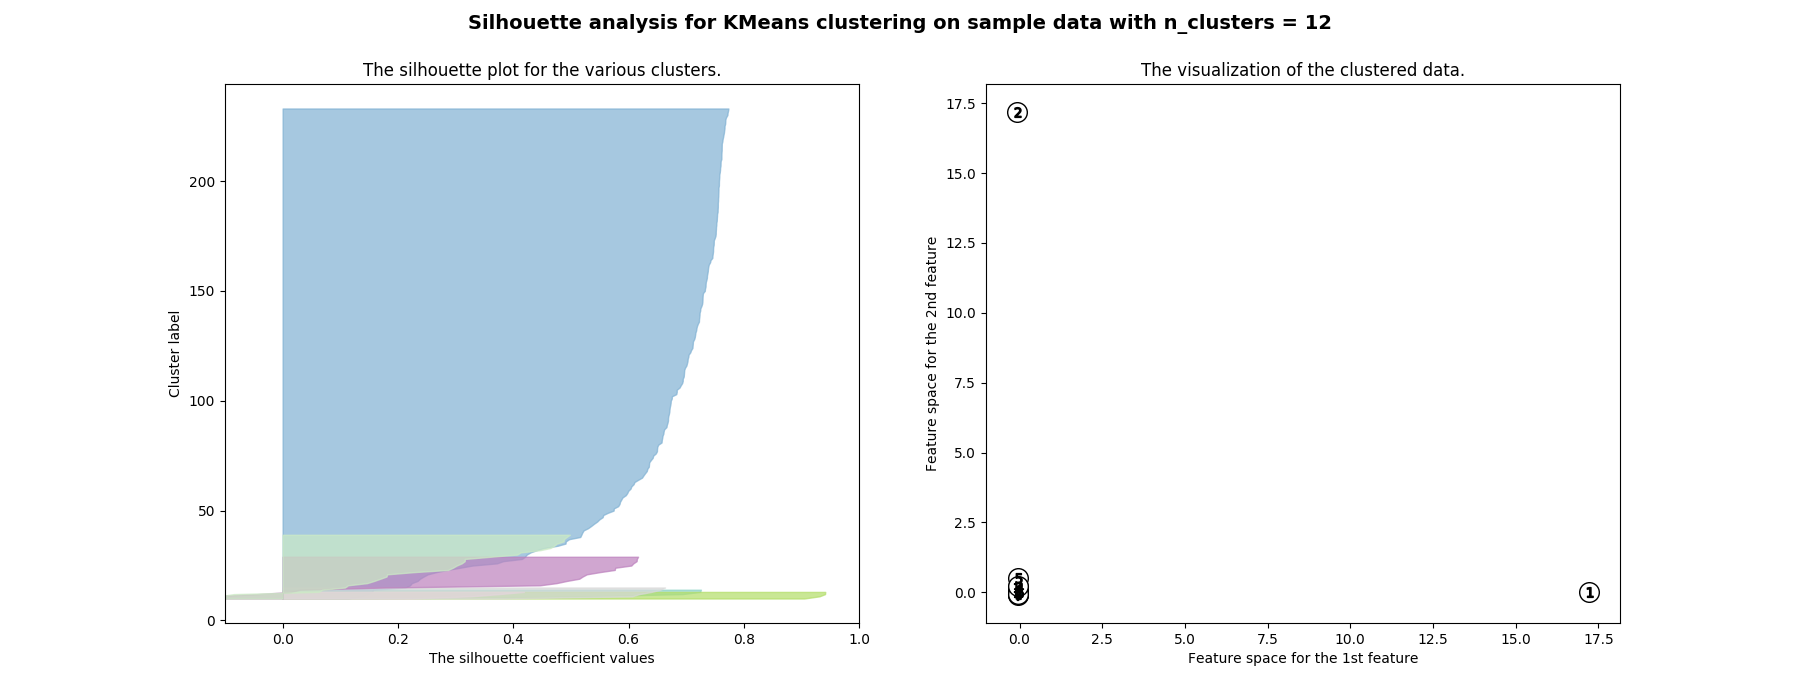 Silhouette analysis for KMeans clustering on sample data with n_clusters = 12
The silhouette plot for the various clusters.
200
150
100
50
0
Cluster label
0.0 0.2 0.4 0.6 0.8 1.0
The silhouette coefficient values
The visualization of the clustered data.
17.5
15.0
12.5
10.0
7.5
5.0
2.5
0.0
Feature space for the 2nd feature
2
5
1
0.0 2.5 5.0 7.5 10.0 12.5 15.0 17.5
Feature space for the 1st feature